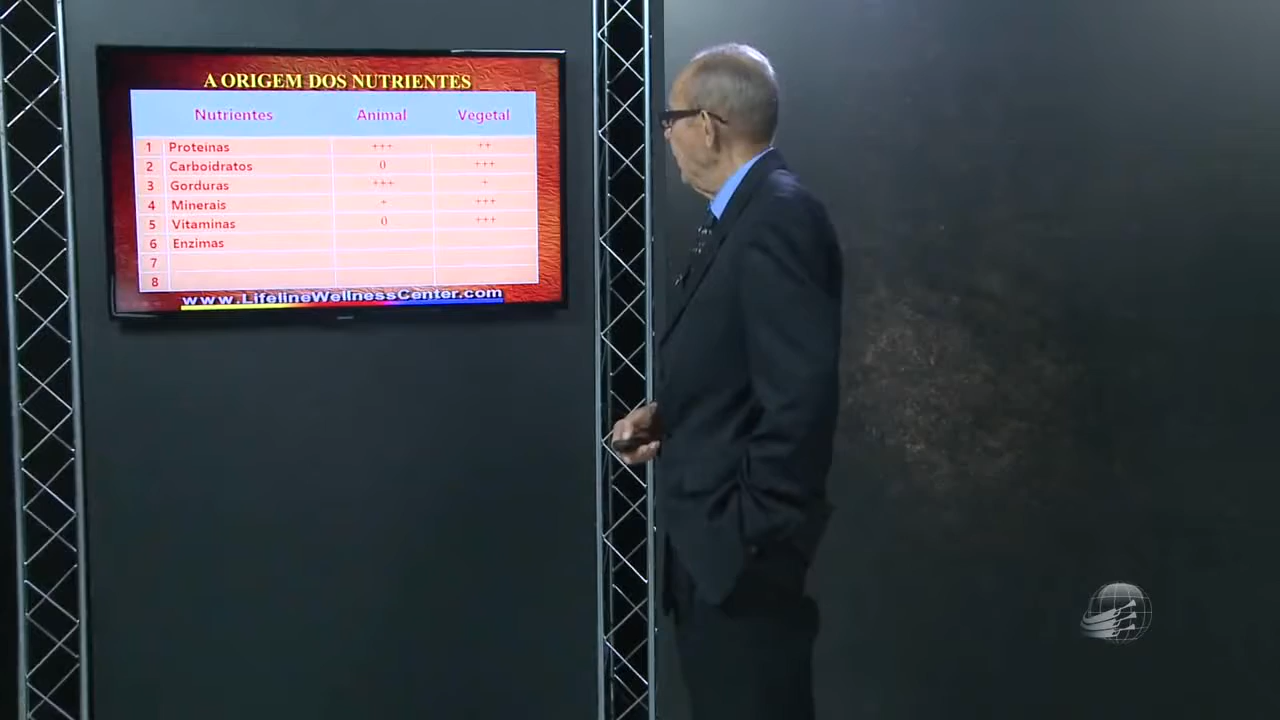 A ORIGEM DOS NUTRIENTES
Nutrientes Animal Vegetal
1 Proteinas +++ ++
2 Carboidratos 0 +++
3 Gorduras +++ +
4 Minerais + +++
5 Vitaminas 0 +++
6 Enzimas
7
8
www.LifelineWellnessCenter.com